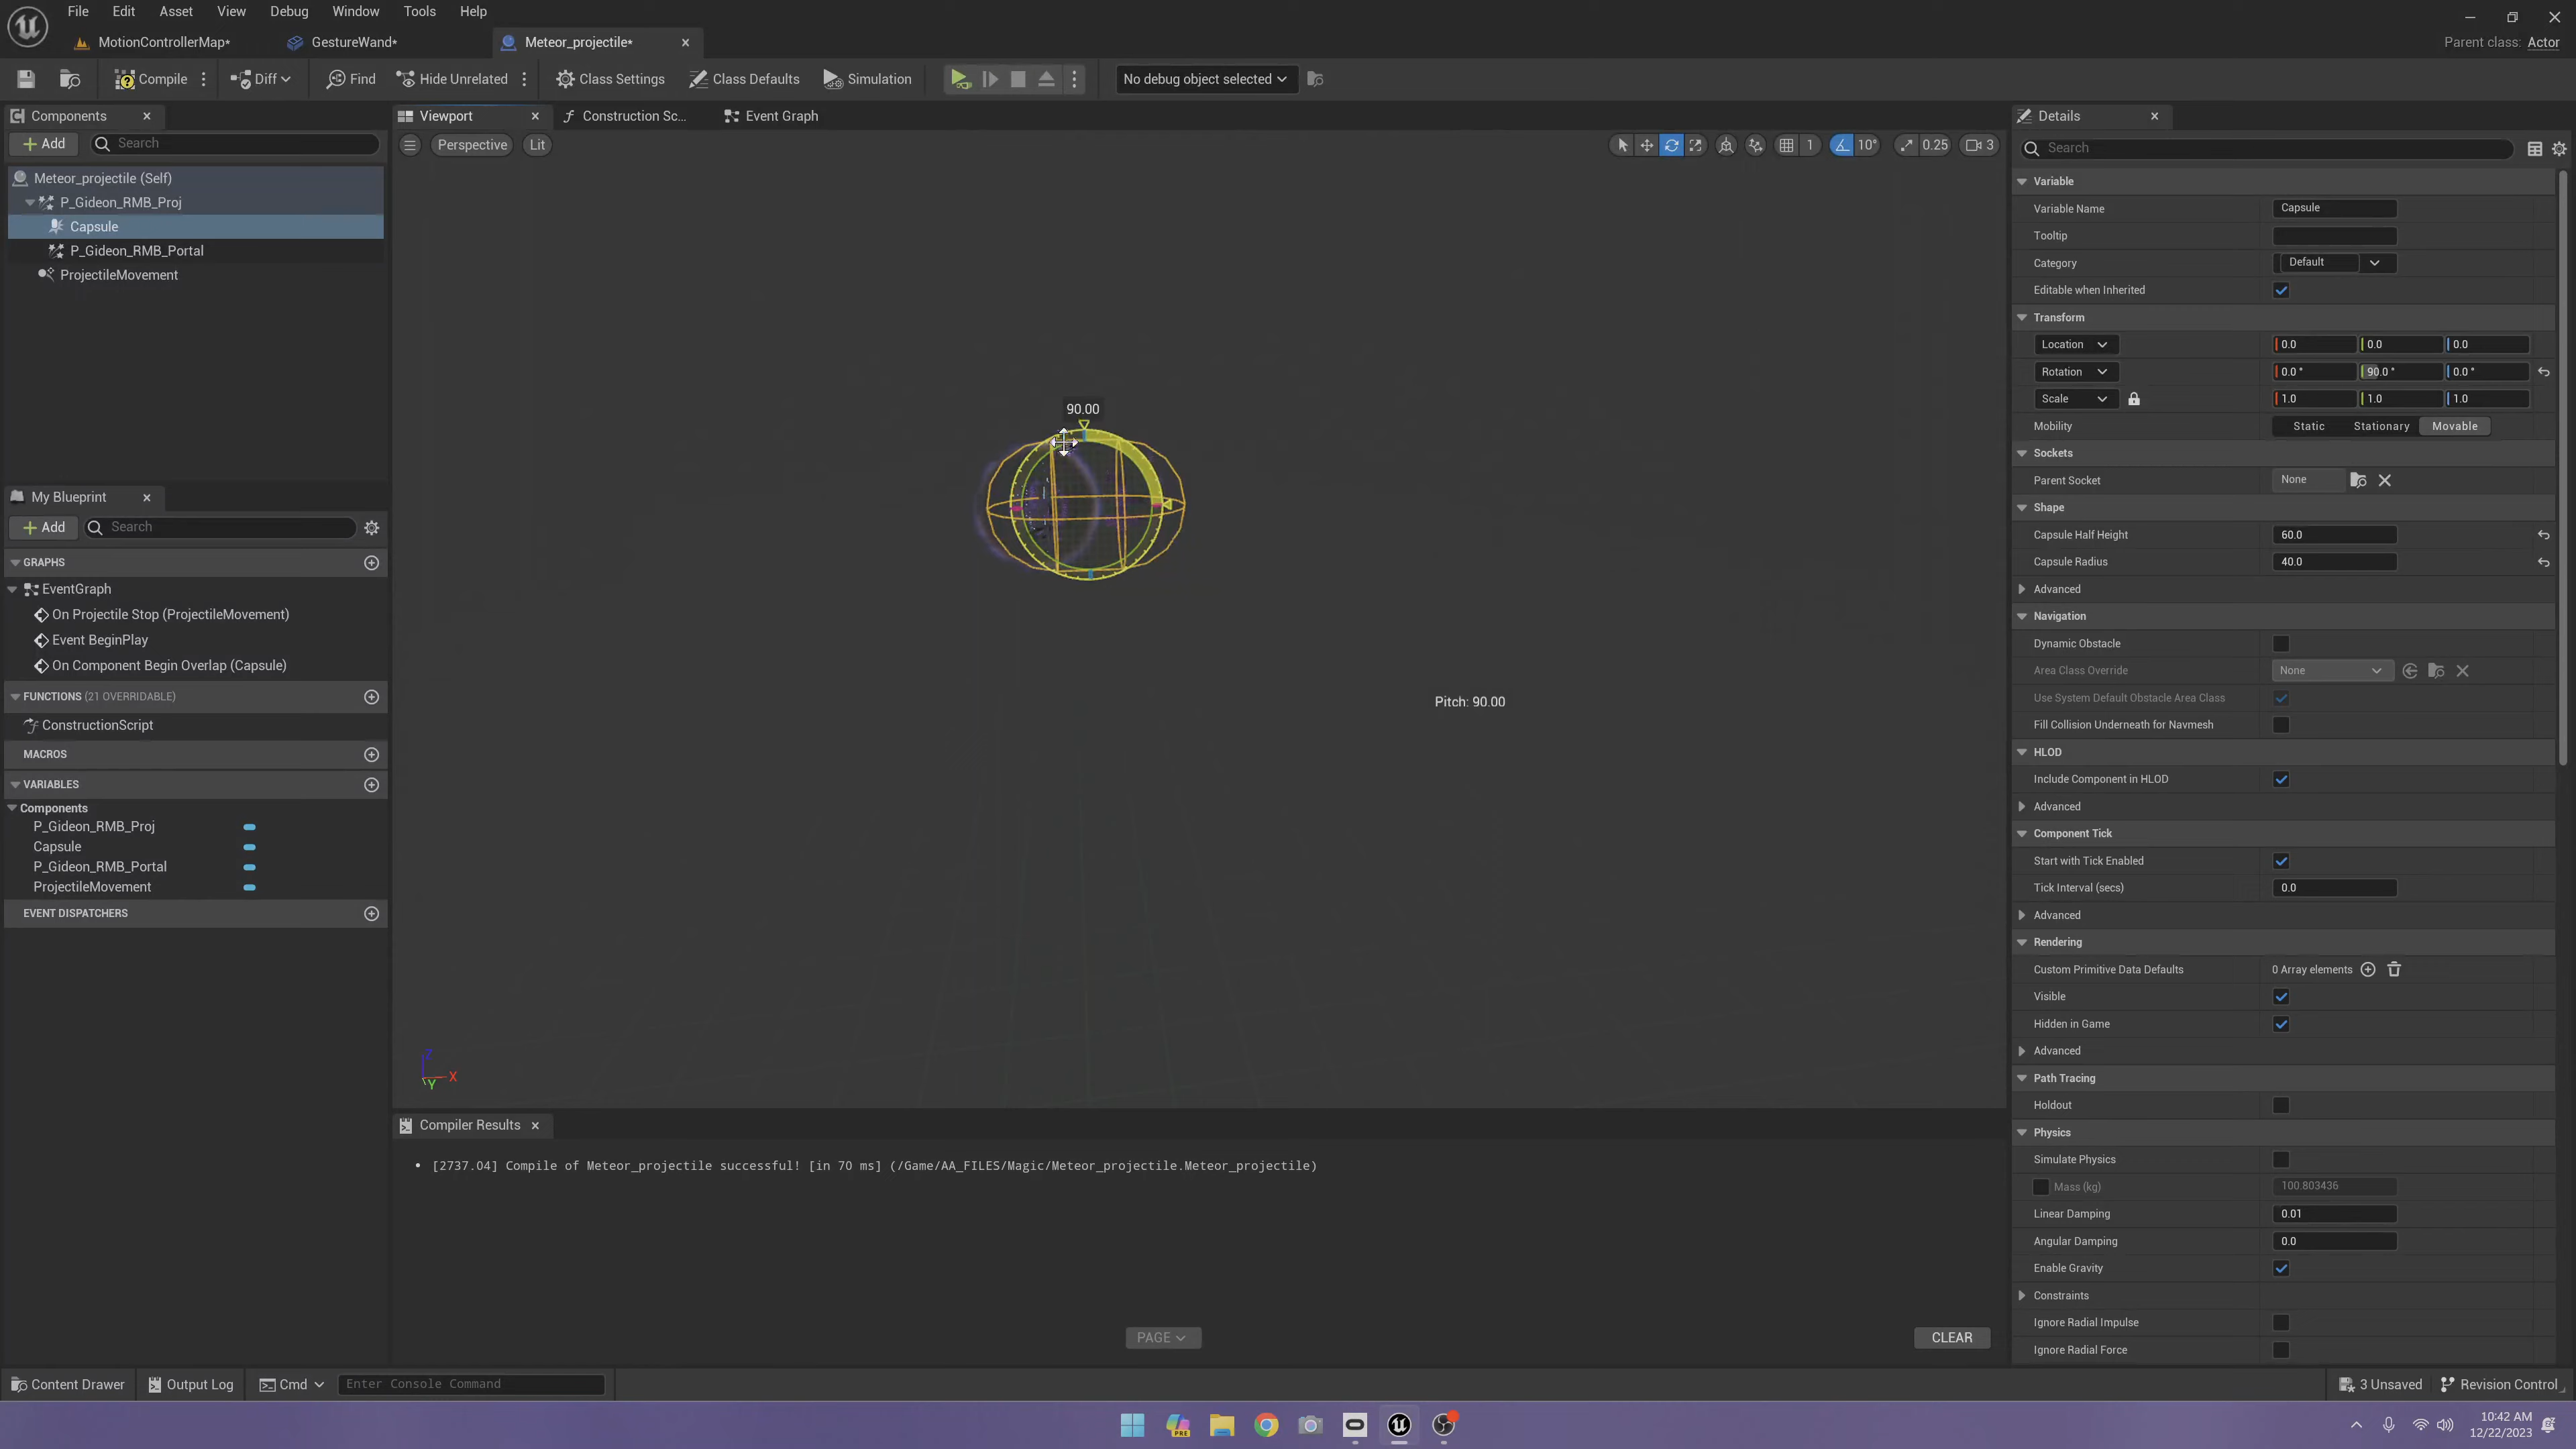 File Edit Asset View Debug Window Tools Help
MotionControllerMap* GestureWand* Meteor_projectile*
Parent class: Actor
Compile Diff Find Hide Unrelated Class Settings Class Defaults Simulation No debug object selected
Components
Add Search
Meteor_projectile (Self)
P_Gideon_RMB_Proj
Capsule
P_Gideon_RMB_Portal
ProjectileMovement
My Blueprint
Add Search
GRAPHS
EventGraph
On Projectile Stop (ProjectileMovement)
Event BeginPlay
On Component Begin Overlap (Capsule)
FUNCTIONS (21 OVERRIDABLE)
ConstructionScript
MACROS
VARIABLES
Components
P_Gideon_RMB_Proj
Capsule
P_Gideon_RMB_Portal
ProjectileMovement
EVENT DISPATCHERS
Viewport Construction Sc... Event Graph
Perspective Lit 1 10° 0.25 3
90.00
Pitch: 90.00
Z
X
Y
Compiler Results
[2737.04] Compile of Meteor_projectile successful! [in 70 ms] (/Game/AA_FILES/Magic/Meteor_projectile.Meteor_projectile)
PAGE CLEAR
Details
Search
Variable
Variable Name Capsule
Tooltip
Category Default
Editable when Inherited
Transform
Location 0.0 0.0 0.0
Rotation 0.0 ° 90.0 ° 0.0 °
Scale 1.0 1.0 1.0
Mobility Static Stationary Movable
Sockets
Parent Socket None
Shape
Capsule Half Height 60.0
Capsule Radius 40.0
Advanced
Navigation
Dynamic Obstacle
Area Class Override None
Use System Default Obstacle Area Class
Fill Collision Underneath for Navmesh
HLOD
Include Component in HLOD
Advanced
Component Tick
Start with Tick Enabled
Tick Interval (secs) 0.0
Advanced
Rendering
Custom Primitive Data Defaults 0 Array elements
Visible
Hidden in Game
Advanced
Path Tracing
Holdout
Physics
Simulate Physics
Mass (kg) 100.803436
Linear Damping 0.01
Angular Damping 0.0
Enable Gravity
Constraints
Ignore Radial Impulse
Ignore Radial Force
Content Drawer Output Log Cmd Enter Console Command 3 Unsaved Revision Control
PRE
10:42 AM
12/22/2023